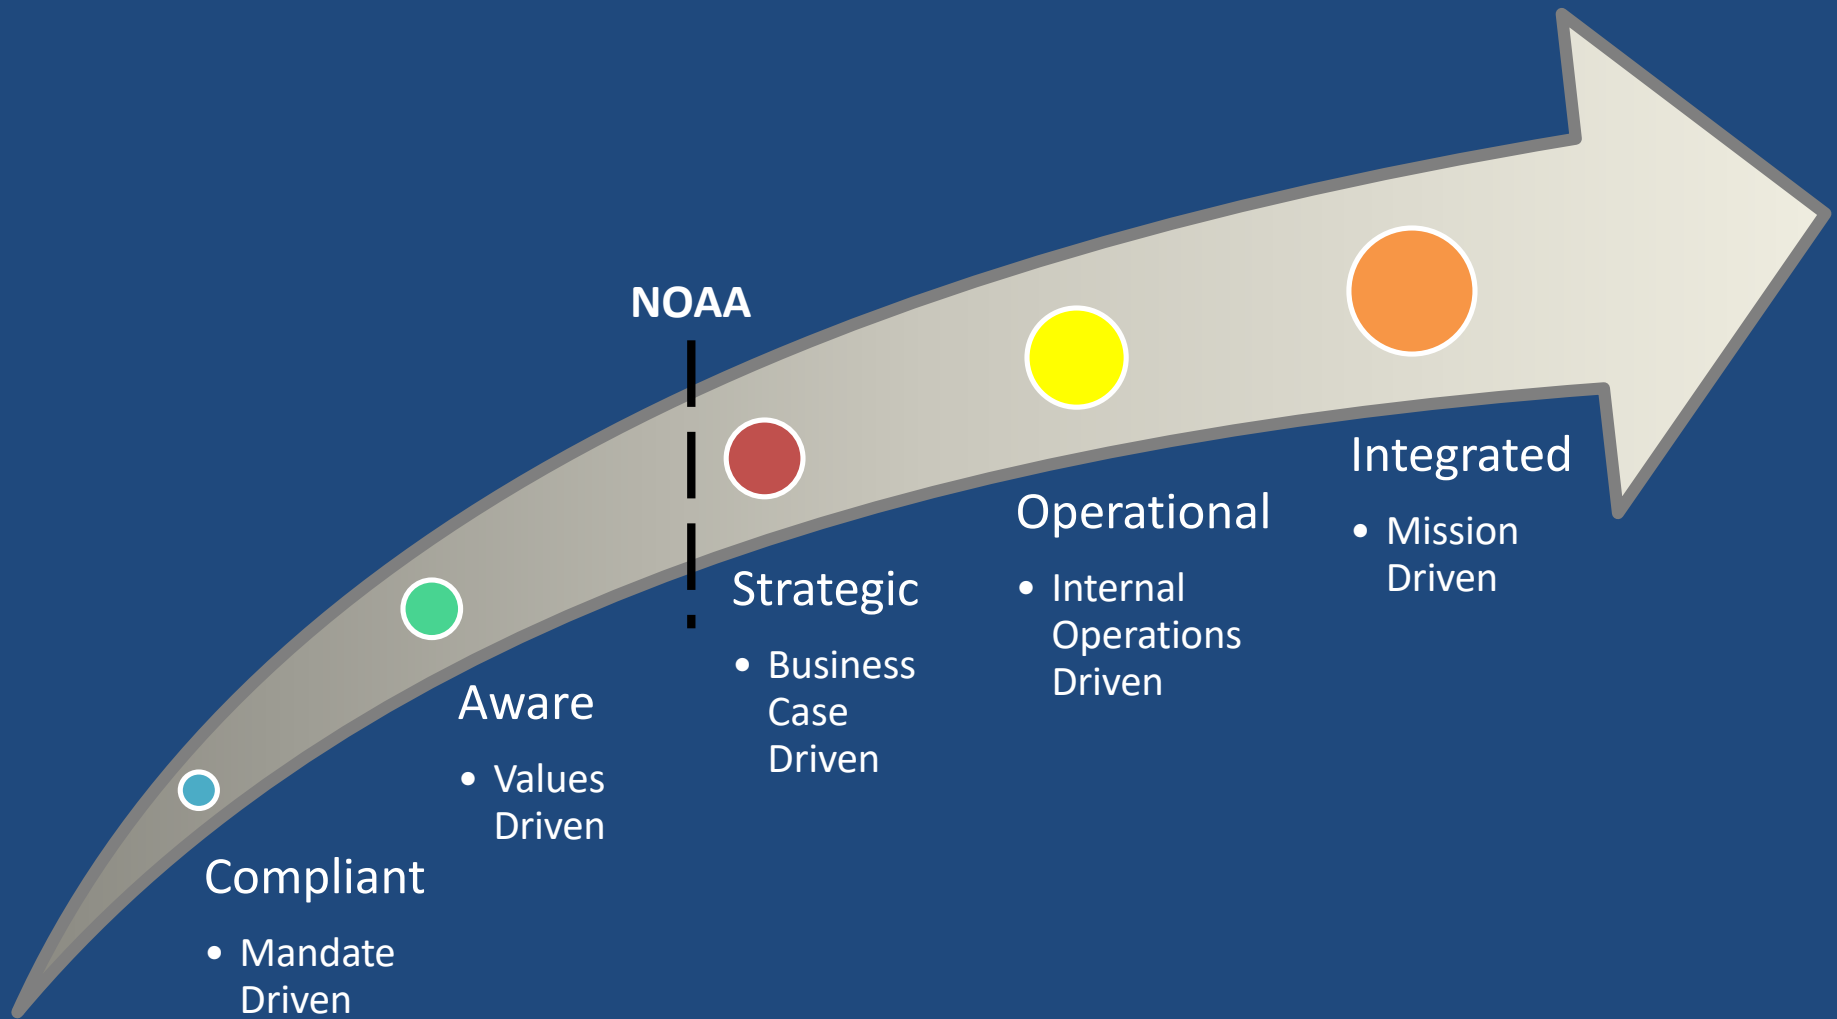 NOAA
Compliant
• Mandate
Driven
Aware
• Values
Driven
Strategic
• Business
Case
Driven
Operational
• Internal
Operations
Driven
Integrated
• Mission
Driven